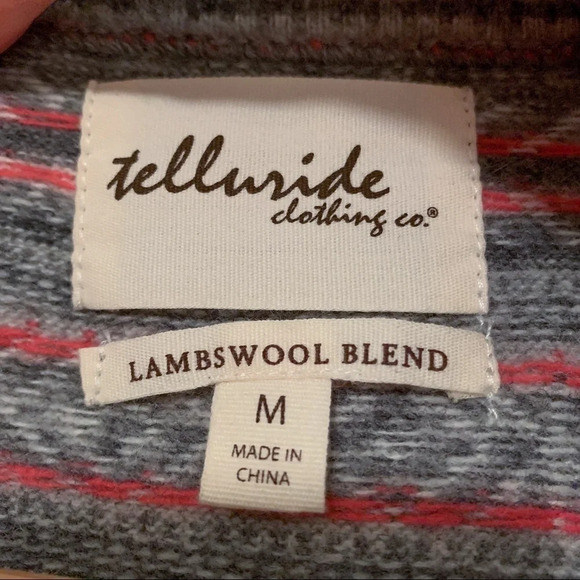 telluride
clothing co.®
LAMBSWOOL BLEND
M
MADE IN
CHINA